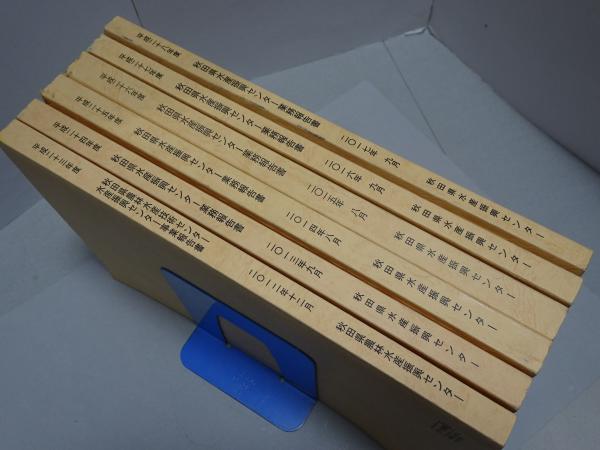 平成二十八年度
秋田県水産振興センター業務報告書
二〇一七年 九月
秋田県水産振興センター
平成二十七年度
秋田県水産振興センター業務報告書
二〇一六年 九月
秋田県水産振興センター
平成二十六年度
秋田県水産振興センター業務報告書
二〇一五年 八月
秋田県水産振興センター
平成二十五年度
秋田県水産振興センター業務報告書
二〇一四年八月
秋田県水産振興センター
平成二十四年度
秋田県水産振興センター業務報告書
二〇一三年九月
秋田県水産振興センター
平成二十三年度
秋田県農林水産技術センター
水産振興センター事業報告書
二〇一二年十二月
秋田県農林水産技術センター